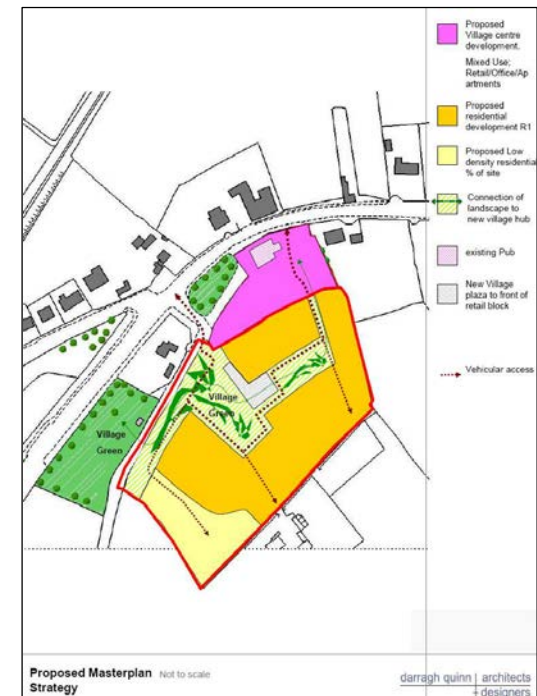 Proposed
Village centre
development.
Mixed Use;
Retail/Office/Ap
artments
Proposed
residential
development R1
Proposed Low
density residentia
% of site
Connection of
landscape to
new village hub
existing Pub
New Village
plaza to front of
retail block
Vehicular access
Village
Green
Village
Green
Proposed Masterplan Not to scale
Strategy
darragh quinn | architects
+ designers